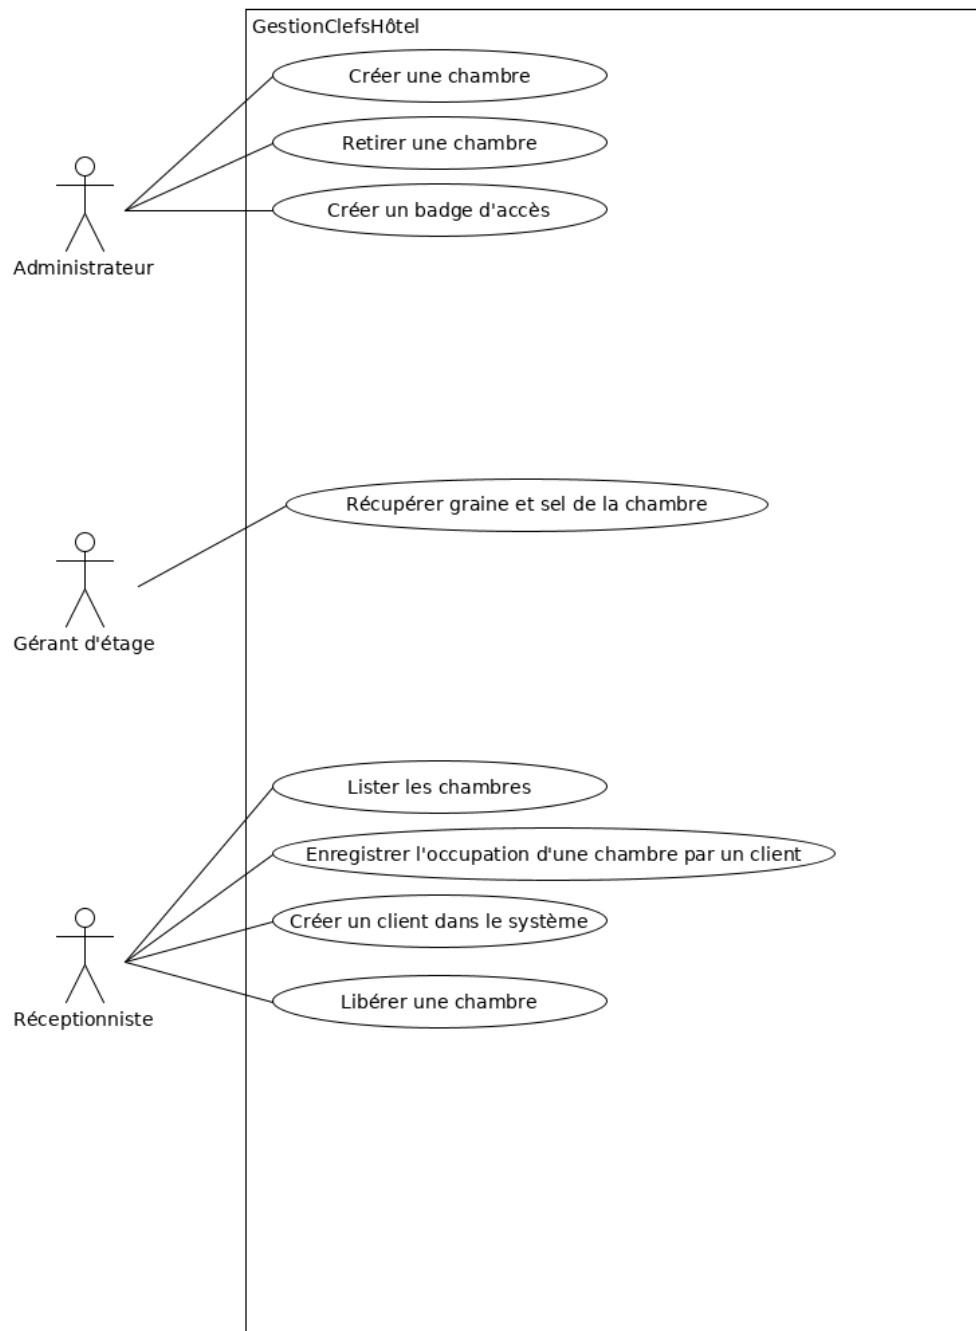 GestionClefsHôtel
Créer une chambre
Retirer une chambre
Créer un badge d'accès
Administrateur
Récupérer graine et sel de la chambre
Gérant d'étage
Lister les chambres
Enregistrer l'occupation d'une chambre par un client
Créer un client dans le système
Libérer une chambre
Réceptionniste